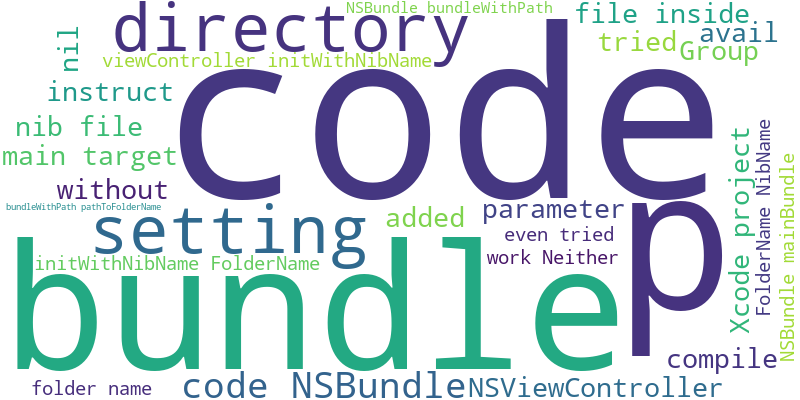 NSBundle bundleWithPath
file inside
directory
code
nil
tried
avail
Group
viewController initWithNibName
instruct
nib file
main target
without
bundleWithPath pathToFolderName
setting
added
parameter
p
even tried
work Neither
initWithNibName FolderName
bundle
Xcode project
FolderName NibName
NSBundle mainBundle
compile
folder name
code NSBundle
NSViewController